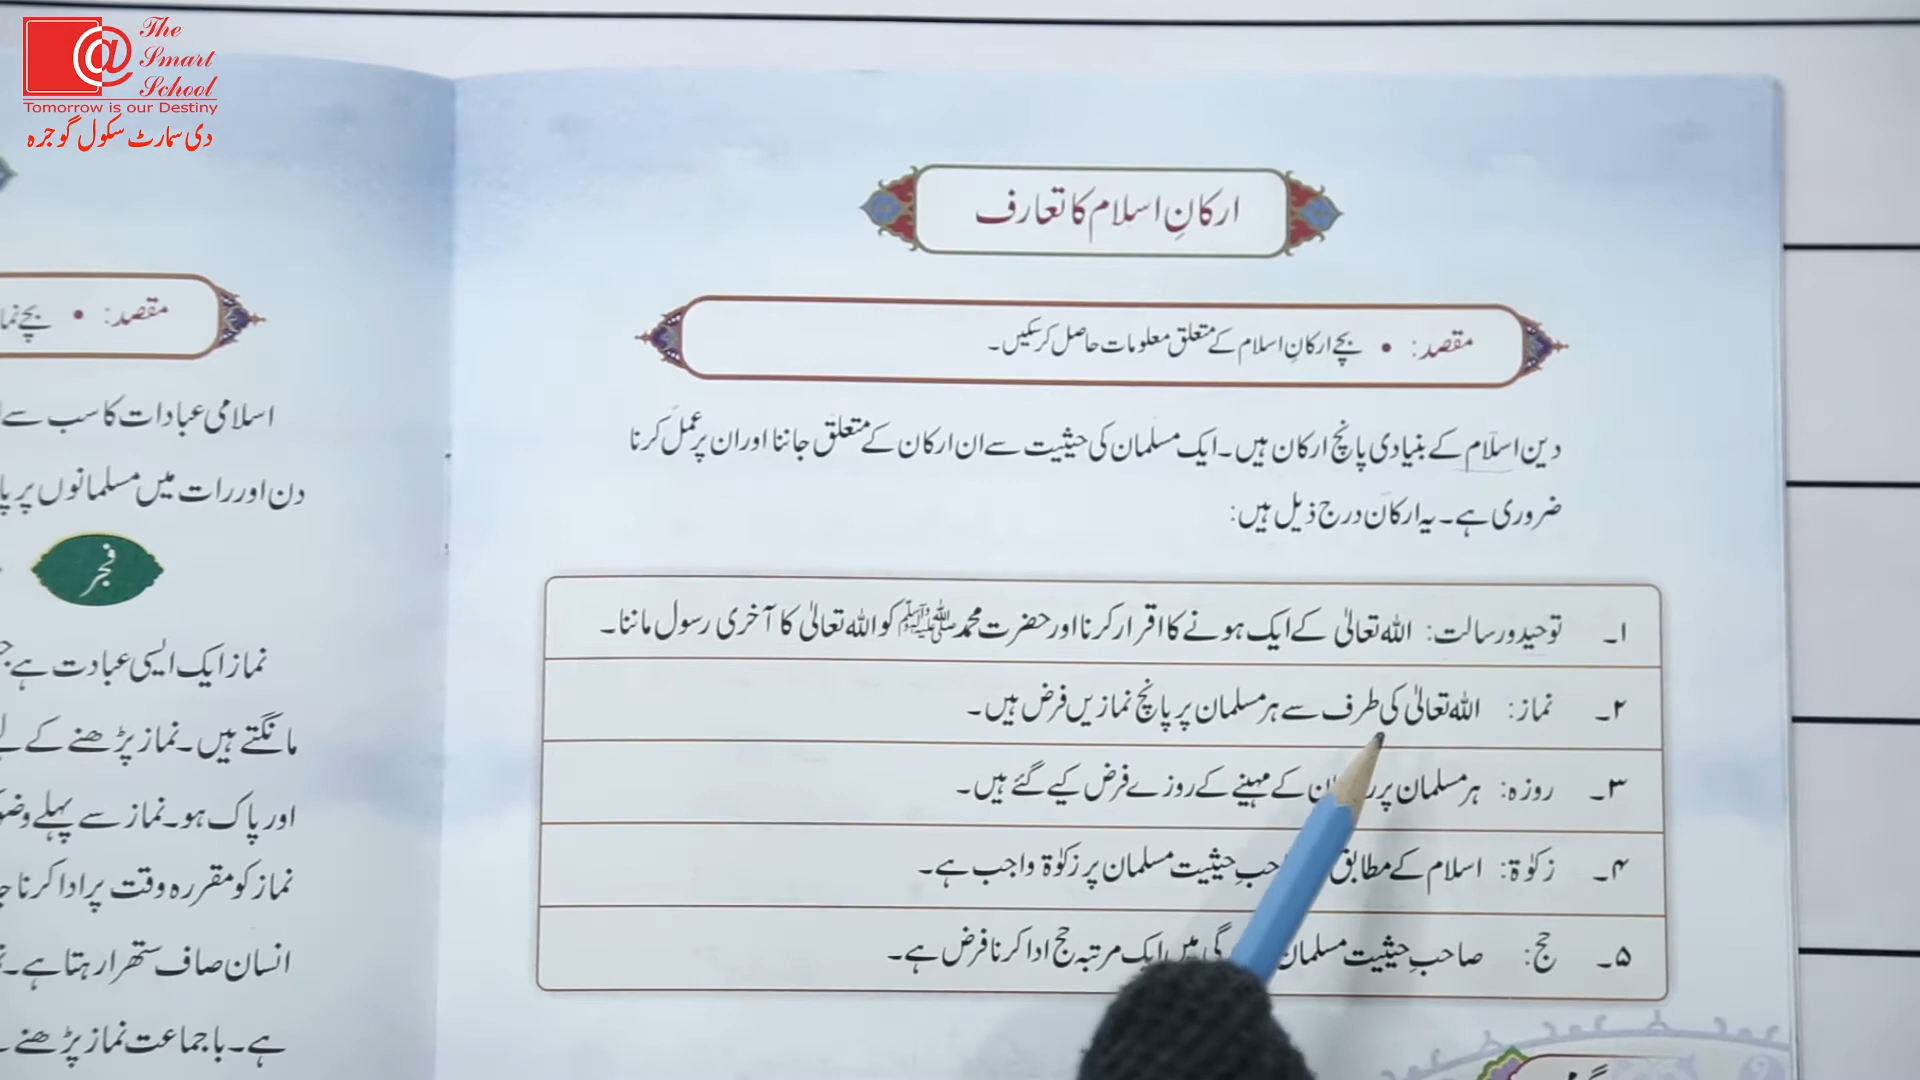 The
Smart
School
Tomorrow is our Destiny
دی سمارٹ سکول گوجرہ
ارکانِ اسلام کا تعارف
مقصد: • بچے ارکانِ اسلام کے متعلق معلومات حاصل کر سکیں۔
دین اسلام کے بنیادی پانچ ارکان ہیں۔ ایک مسلمان کی حیثیت سے ان ارکان کے متعلق جاننا اور ان پر عمل کرنا
ضروری ہے۔ یہ ارکان درج ذیل ہیں:
۱۔ توحید و رسالت: اللہ تعالیٰ کے ایک ہونے کا اقرار کرنا اور حضرت محمد ﷺ کو اللہ تعالیٰ کا آخری رسول ماننا۔
۲۔ نماز: اللہ تعالیٰ کی طرف سے ہر مسلمان پر پانچ نمازیں فرض ہیں۔
۳۔ روزہ: ہر مسلمان پر کے مہینے کے روزے فرض کیے گئے ہیں۔
۴۔ زکوٰۃ: اسلام کے مطابق حیثیت مسلمان پر زکوٰۃ واجب ہے۔
۵۔ حج: صاحبِ حیثیت مسلمان میں ایک مرتبہ حج ادا کرنا فرض ہے۔
مقصد: • بچے
اسلامی عبادات کا سب سے
دن اور رات میں مسلمانوں پر
فجر
نماز ایک ایسی عبادت ہے
مانگتے ہیں۔ نماز پڑھنے کے
اور پاک ہو۔ نماز سے پہلے
نماز کو مقررہ وقت پر ادا کرنا
انسان صاف ستھرا رہتا ہے۔
ہے۔ باجماعت نماز پڑھنے